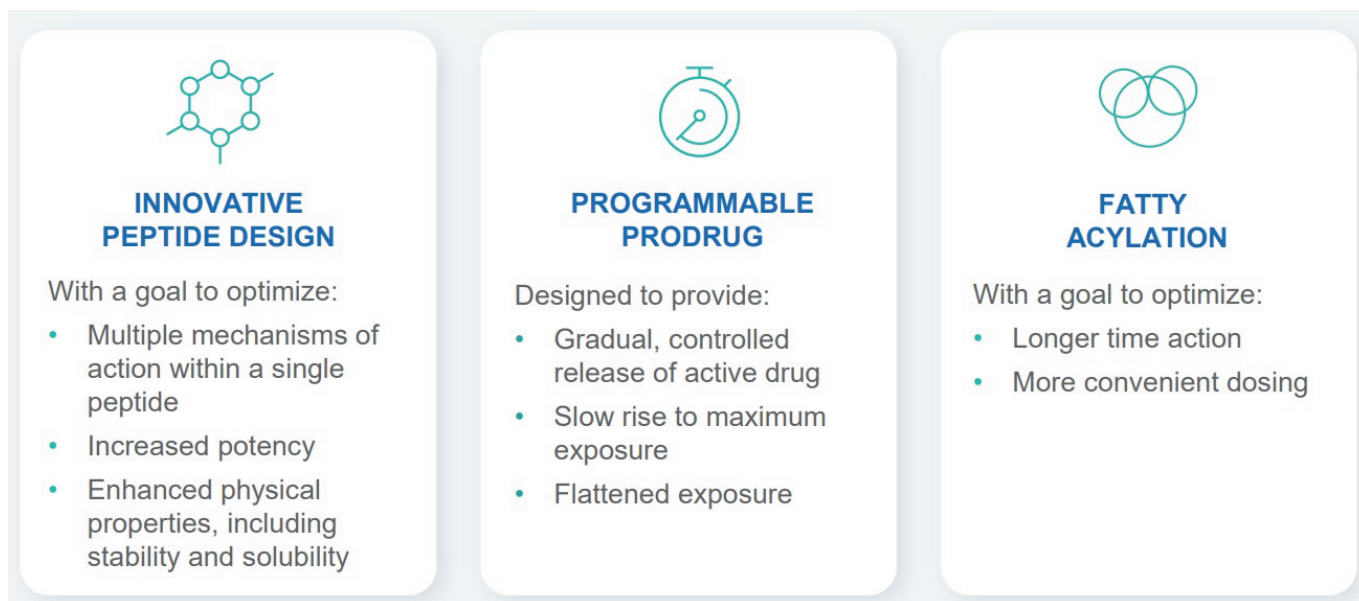 INNOVATIVE
PEPTIDE DESIGN
With a goal to optimize:
• Multiple mechanisms of
action within a single
peptide
• Increased potency
• Enhanced physical
properties, including
stability and solubility
PROGRAMMABLE
PRODRUG
Designed to provide:
• Gradual, controlled
release of active drug
• Slow rise to maximum
exposure
• Flattened exposure
FATTY
ACYLATION
With a goal to optimize:
• Longer time action
• More convenient dosing